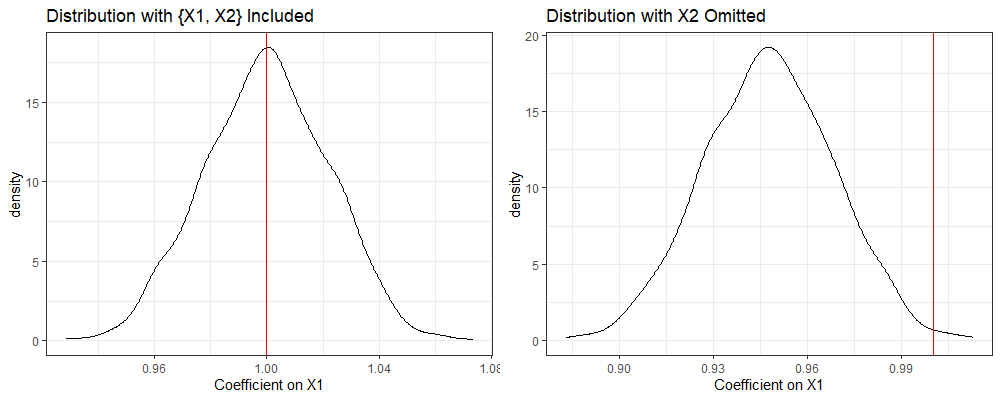 Distribution with {X1, X2} Included
density
15
10
5
0
0.96
1.00
1.04
1.08
Coefficient on X1
Distribution with X2 Omitted
density
20
15
10
5
0
0.90
0.93
0.96
0.99
Coefficient on X1